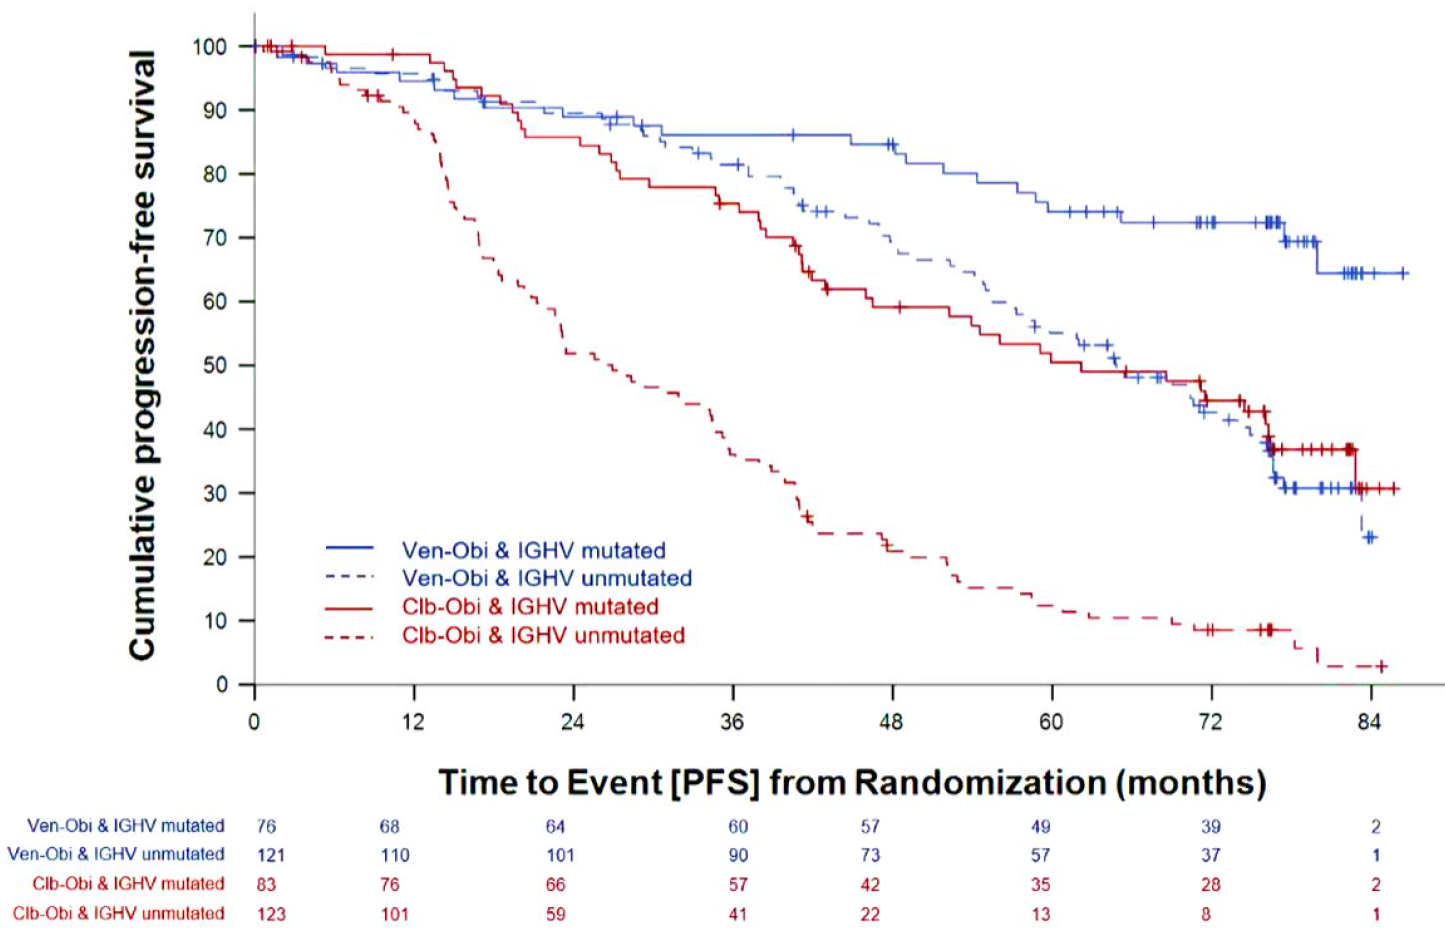 Cumulative progression-free survival
100
90
80
70
60
50
40
30
20
10
0
Ven-Obi & IGHV mutated
Ven-Obi & IGHV unmutated
Clb-Obi & IGHV mutated
Clb-Obi & IGHV unmutated
0 12 24 36 48 60 72 84
Time to Event [PFS] from Randomization (months)
Ven-Obi & IGHV mutated 76 68 64 60 57 49 39 2
Ven-Obi & IGHV unmutated 121 110 101 90 73 57 37 1
Clb-Obi & IGHV mutated 83 76 66 57 42 35 28 2
Clb-Obi & IGHV unmutated 123 101 59 41 22 13 8 1